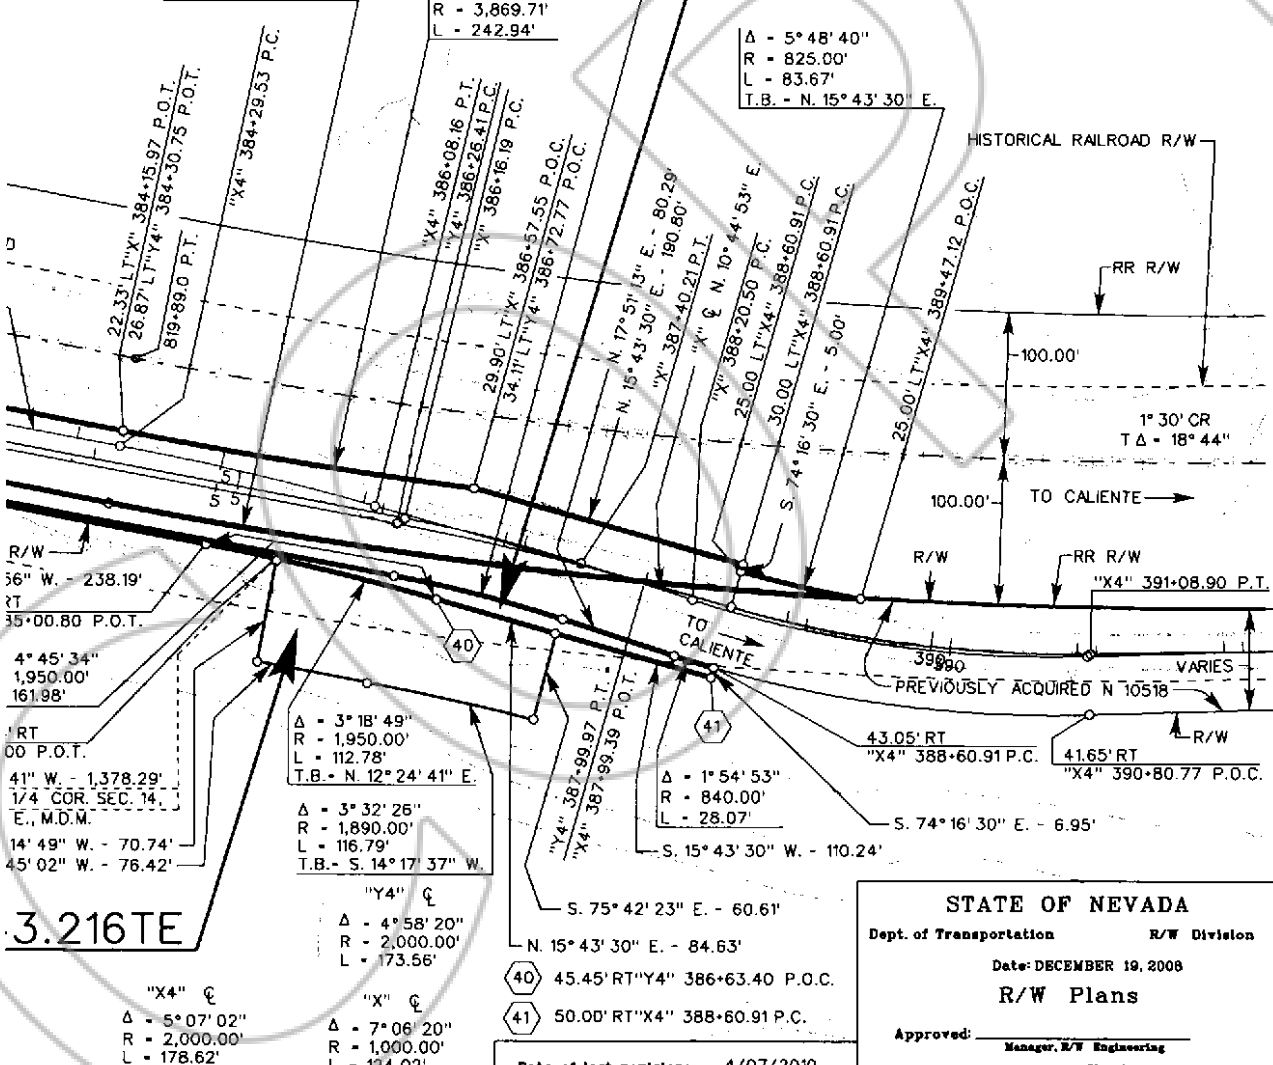 R - 3,869.71'
L - 242.94'
Δ - 5° 48' 40"
R - 825.00'
L - 83.67'
T.B. - N. 15° 43' 30" E.
HISTORICAL RAILROAD R/W
22.33' LT"X" 384+15.97 P.O.T.
26.87' LT"Y4" 384+30.75 P.O.T.
819+89.0 P.T.
"X4" 384+29.53 P.C.
"X4" 386+08.16 P.T.
"Y4" 386+26.41 P.C.
"X" 386+16.19 P.C.
29.90' LT"X" 386+57.55 P.O.C.
34.11' LT"Y4" 386+72.77 P.O.C.
N. 17° 51' 13" E. - 80.29'
N. 15° 43' 30" E. - 190.80'
"X" 387+40.21 P.T.
"X" ℄ N. 10° 44' 53" E.
"X" 388+20.50 P.C.
25.00 LT"X4" 388+60.91 P.C.
30.00 LT"X4" 388+60.91 P.C.
S. 74° 16' 30" E. - 5.00'
25.00' LT"X4" 389+47.12 P.O.C.
RR R/W
100.00'
1° 30' CR
T Δ - 18° 44"
100.00'
TO CALIENTE
R/W
RR R/W
"X4" 391+08.90 P.T.
51
5 5
R/W
56" W. - 238.19'
RT
35+00.80 P.O.T.
4° 45' 34"
1,950.00'
161.98'
RT
00 P.O.T.
41" W. - 1,378.29'
1/4 COR. SEC. 14,
E., M.D.M.
14' 49" W. - 70.74'
45' 02" W. - 76.42'
3.216TE
40
TO
CALIENTE
390
390
VARIES
PREVIOUSLY ACQUIRED N 10518
R/W
41
43.05' RT
"X4" 388+60.91 P.C.
41.65' RT
"X4" 390+80.77 P.O.C.
Δ - 3° 18' 49"
R - 1,950.00'
L - 112.78'
T.B.- N. 12° 24' 41" E.
Δ - 3° 32' 26"
R - 1,890.00'
L - 116.79'
T.B.- S. 14° 17' 37" W.
"Y4" 387+99.97 P.T. -
"X4" 387+99.39 P.O.T.
Δ - 1° 54' 53"
R - 840.00'
L - 28.07'
S. 74° 16' 30" E. - 6.95'
S. 15° 43' 30" W. - 110.24'
S. 75° 42' 23" E. - 60.61'
N. 15° 43' 30" E. - 84.63'
"Y4" ℄
Δ - 4° 58' 20"
R - 2,000.00'
L - 173.56'
"X4" ℄
Δ - 5° 07' 02"
R - 2,000.00'
L - 178.62'
"X" ℄
Δ - 7° 06' 20"
R - 1,000.00'
40 45.45' RT"Y4" 386+63.40 P.O.C.
41 50.00' RT"X4" 388+60.91 P.C.
STATE OF NEVADA
Dept. of Transportation R/W Division
Date: DECEMBER 19, 2008
R/W Plans
Approved:
Manager, R/W Engineering